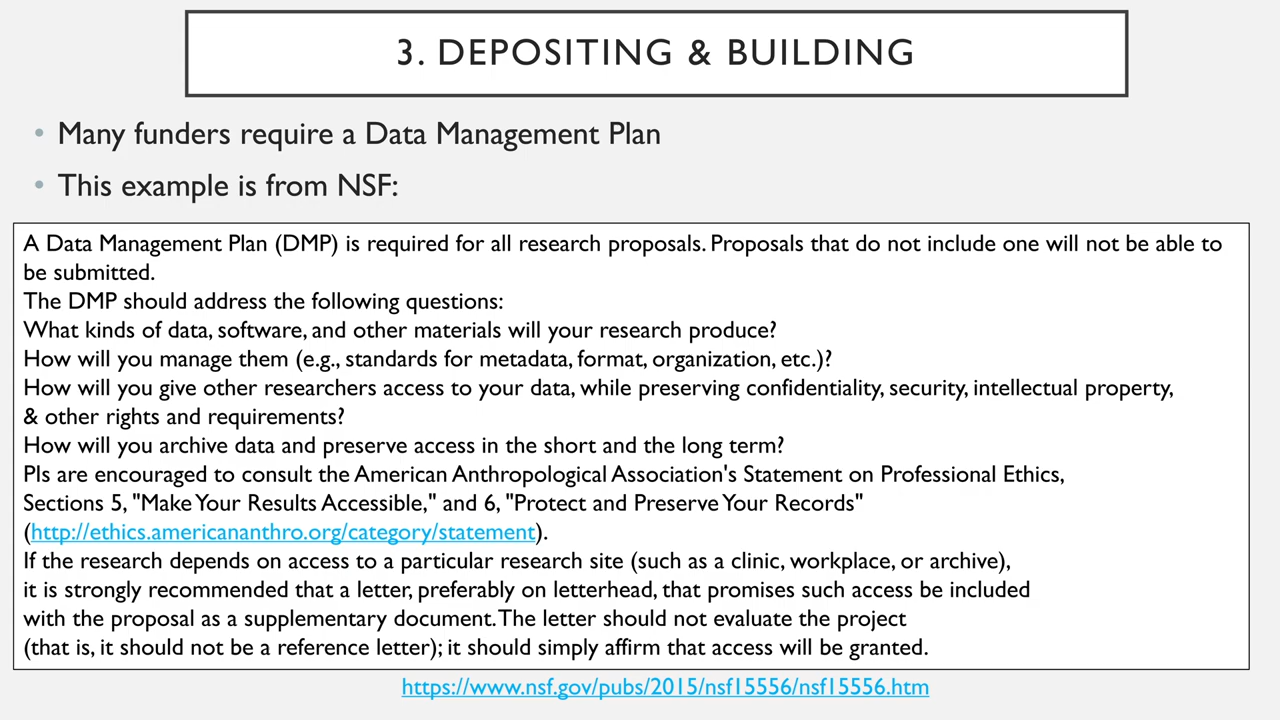 3. DEPOSITING & BUILDING
• Many funders require a Data Management Plan
• This example is from NSF:
A Data Management Plan (DMP) is required for all research proposals. Proposals that do not include one will not be able to
be submitted.
The DMP should address the following questions:
What kinds of data, software, and other materials will your research produce?
How will you manage them (e.g., standards for metadata, format, organization, etc.)?
How will you give other researchers access to your data, while preserving confidentiality, security, intellectual property,
& other rights and requirements?
How will you archive data and preserve access in the short and the long term?
PIs are encouraged to consult the American Anthropological Association's Statement on Professional Ethics,
Sections 5, "Make Your Results Accessible," and 6, "Protect and Preserve Your Records"
(http://ethics.americananthro.org/category/statement).
If the research depends on access to a particular research site (such as a clinic, workplace, or archive),
it is strongly recommended that a letter, preferably on letterhead, that promises such access be included
with the proposal as a supplementary document. The letter should not evaluate the project
(that is, it should not be a reference letter); it should simply affirm that access will be granted.
https://www.nsf.gov/pubs/2015/nsf15556/nsf15556.htm